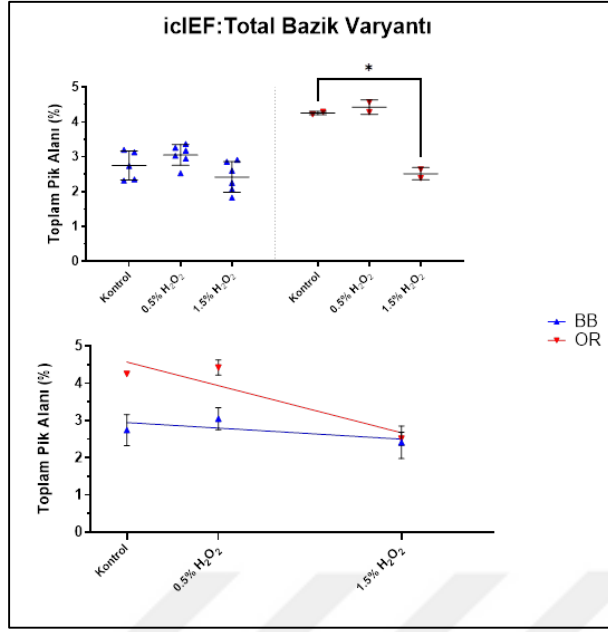 icIEF:Total Bazik Varyantı
*
Toplam Pik Alanı (%)
5
4
3
2
1
0
Kontrol
0.5% H₂O₂
1.5% H₂O₂
Kontrol
0.5% H₂O₂
1.5% H₂O₂
BB
OR
Toplam Pik Alanı (%)
5
4
3
2
1
0
Kontrol
0.5% H₂O₂
1.5% H₂O₂